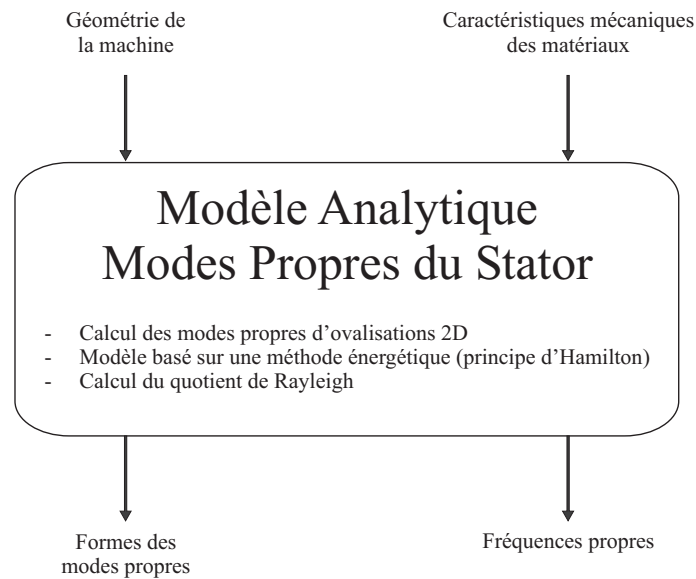 Géométrie de
la machine
Caractéristiques mécaniques
des matériaux
Modèle Analytique
Modes Propres du Stator
- Calcul des modes propres d'ovalisations 2D
- Modèle basé sur une méthode énergétique (principe d'Hamilton)
- Calcul du quotient de Rayleigh
Formes des
modes propres
Fréquences propres